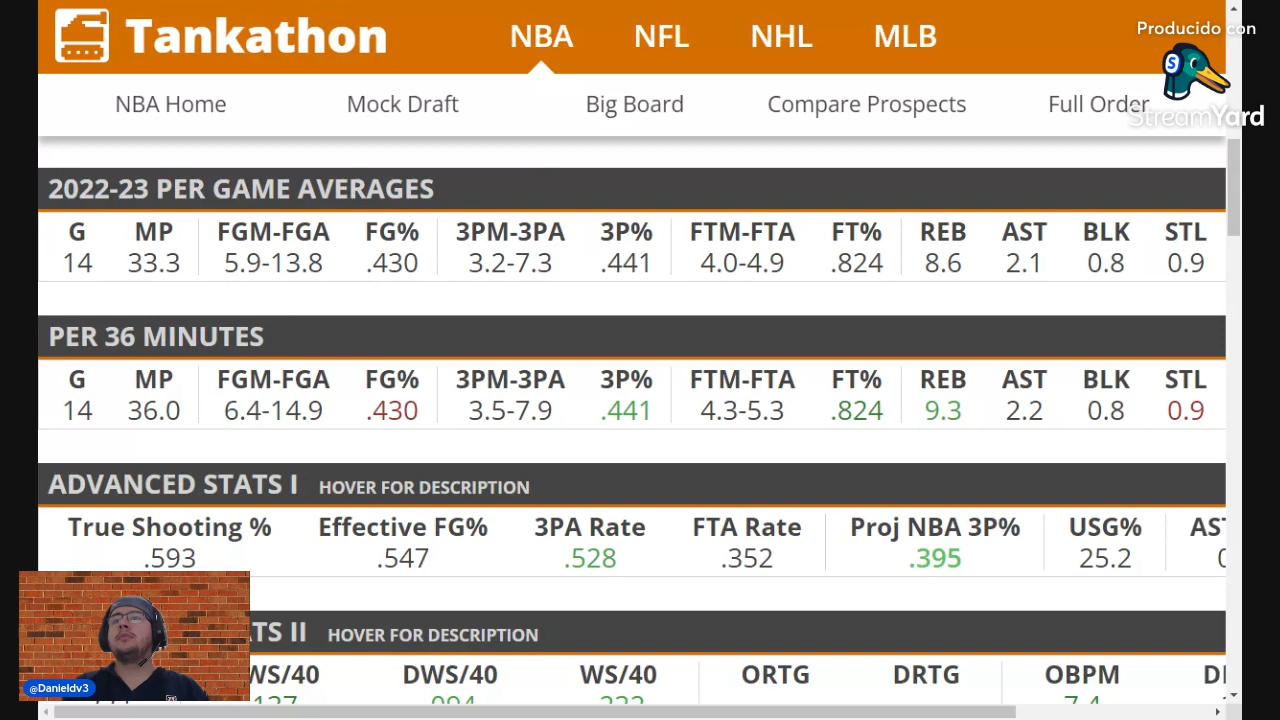 Tankathon
NBA NFL NHL MLB
Producido con
StreamYard
NBA Home Mock Draft Big Board Compare Prospects Full Order
2022-23 PER GAME AVERAGES
G MP FGM-FGA FG% 3PM-3PA 3P% FTM-FTA FT% REB AST BLK STL
14 33.3 5.9-13.8 .430 3.2-7.3 .441 4.0-4.9 .824 8.6 2.1 0.8 0.9
PER 36 MINUTES
G MP FGM-FGA FG% 3PM-3PA 3P% FTM-FTA FT% REB AST BLK STL
14 36.0 6.4-14.9 .430 3.5-7.9 .441 4.3-5.3 .824 9.3 2.2 0.8 0.9
ADVANCED STATS I HOVER FOR DESCRIPTION
True Shooting % Effective FG% 3PA Rate FTA Rate Proj NBA 3P% USG% AST
.593 .547 .528 .352 .395 25.2
TS II HOVER FOR DESCRIPTION
WS/40 DWS/40 WS/40 ORTG DRTG OBPM
@Danieldv3